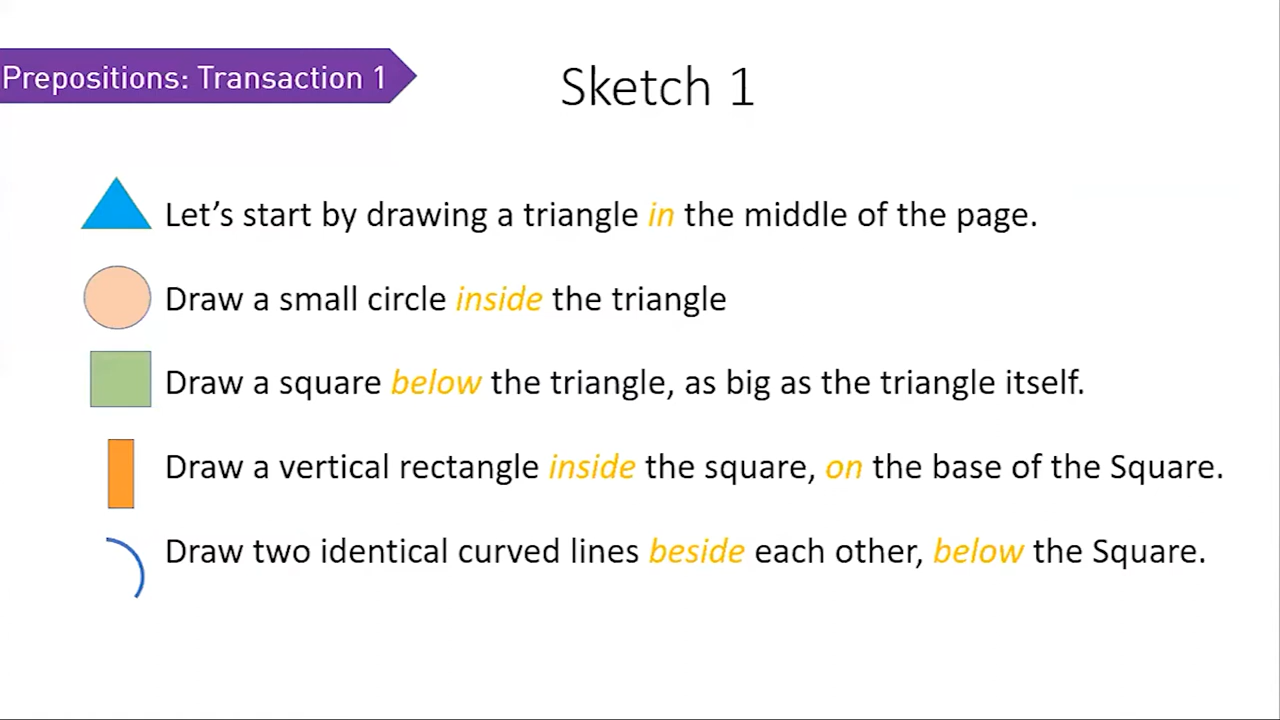 Prepositions: Transaction 1
Sketch 1
Let’s start by drawing a triangle in the middle of the page.
Draw a small circle inside the triangle
Draw a square below the triangle, as big as the triangle itself.
Draw a vertical rectangle inside the square, on the base of the Square.
Draw two identical curved lines beside each other, below the Square.